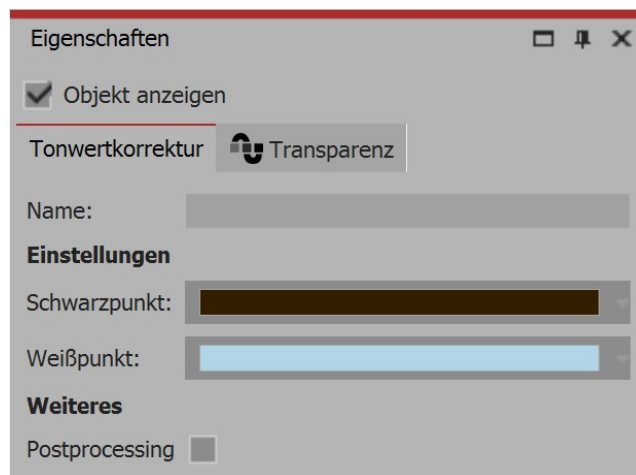 Eigenschaften
Objekt anzeigen
Tonwertkorrektur Transparenz
Name:
Einstellungen
Schwarzpunkt:
Weißpunkt:
Weiteres
Postprocessing